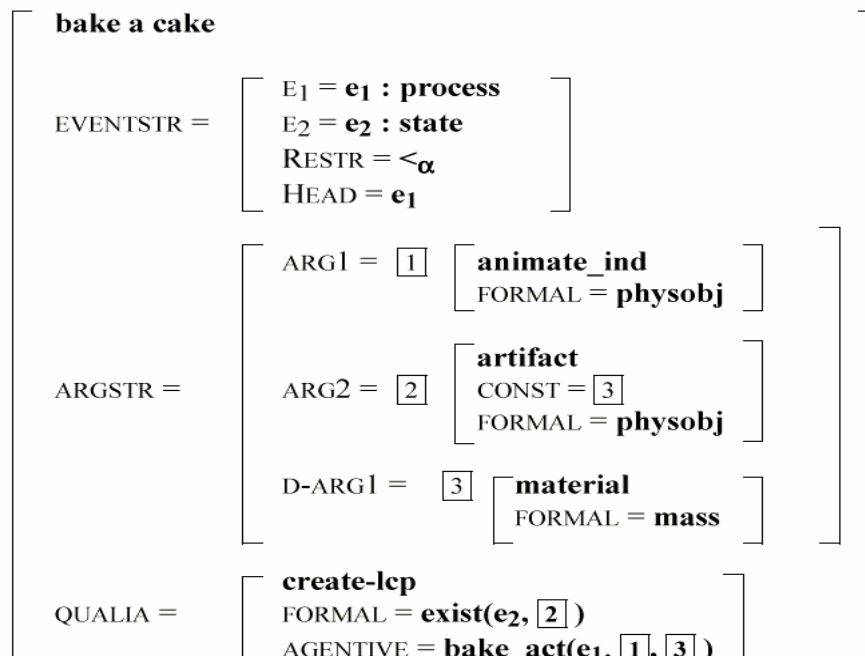 bake a cake
E1 = e1 : process
EVENTSTR = E2 = e2 : state
RESTR = <α
HEAD = e1
ARG1 = 1 animate_ind
FORMAL = physobj
artifact
ARGSTR = ARG2 = 2 CONST = 3
FORMAL = physobj
D-ARG1 = 3 material
FORMAL = mass
create-lcp
QUALIA = FORMAL = exist(e2, 2 )
AGENTIVE = bake_act(e1, 1, 3 )